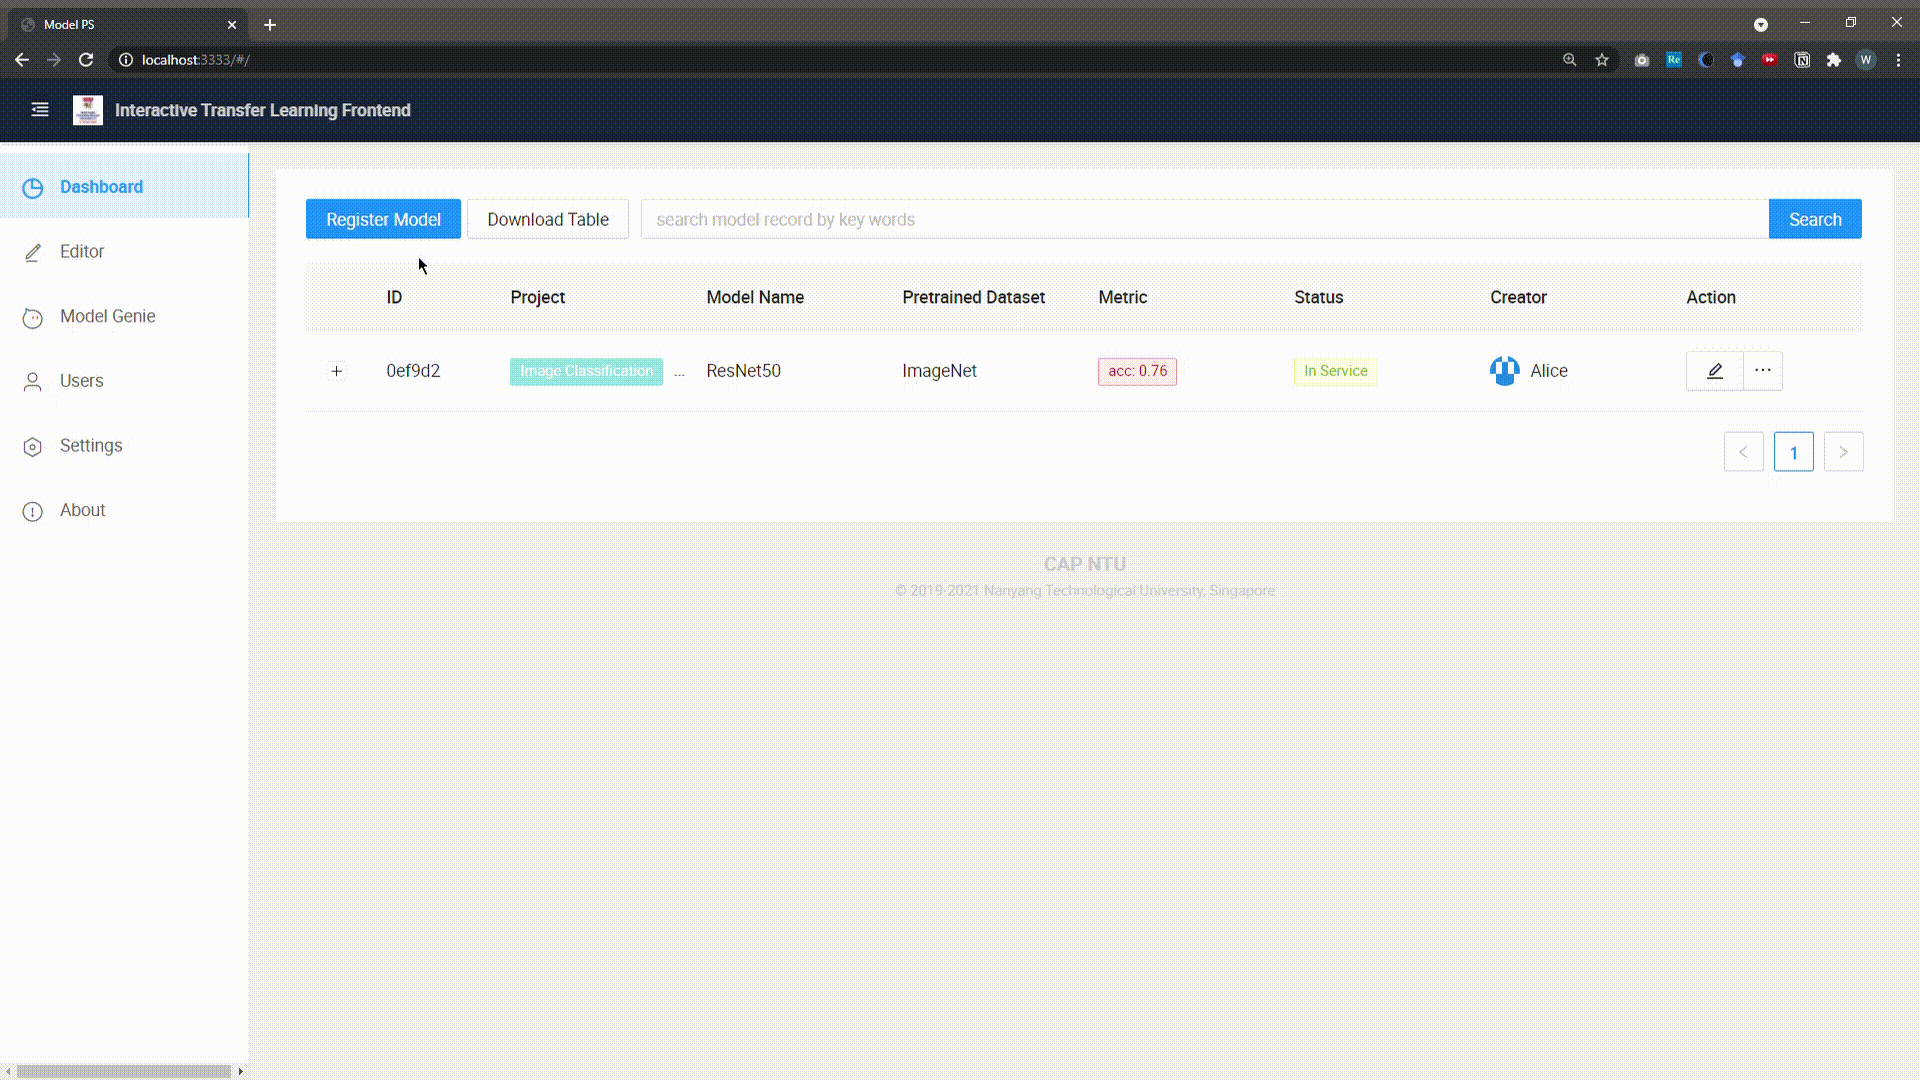 Model PS
localhost:3333/#/
Re
W
Interactive Transfer Learning Frontend
Dashboard
Editor
Model Genie
Users
Settings
About
Register Model
Download Table
search model record by key words
Search
ID Project Model Name Pretrained Dataset Metric Status Creator Action
0ef9d2 Image Classification ... ResNet50 ImageNet acc: 0.76 In Service Alice
1
CAP NTU
© 2019-2021 Nanyang Technological University, Singapore